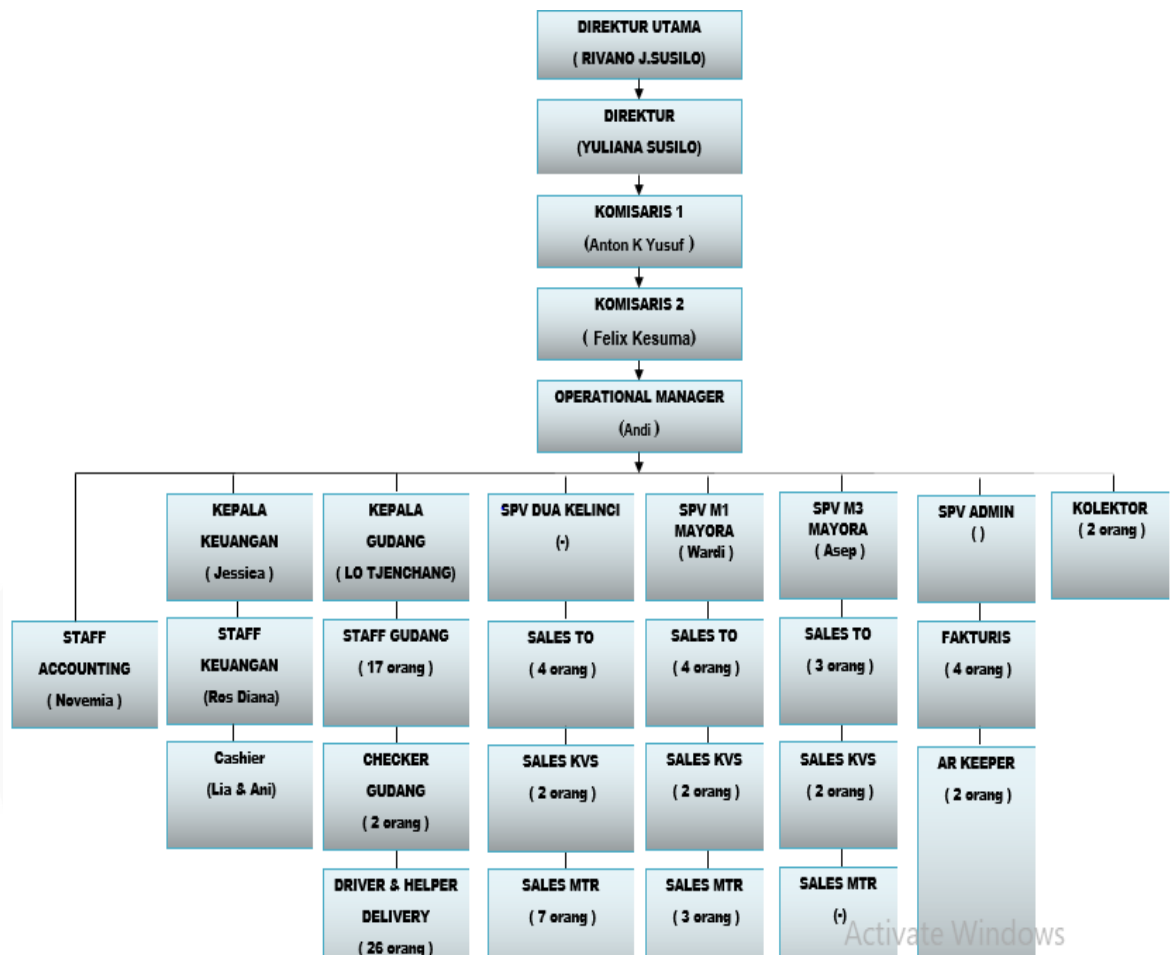 DIREKTUR UTAMA
( RIVANO J.SUSILO)
DIREKTUR
(YULIANA SUSILO)
KOMISARIS 1
(Anton K Yusuf )
KOMISARIS 2
( Felix Kesuma)
OPERATIONAL MANAGER
(Andi )
KEPALA
KEUANGAN
( Jessica )
KEPALA
GUDANG
( LO TJENCHANG)
SPV DUA KELINCI
(-)
SPV M1
MAYORA
( Wardi )
SPV M3
MAYORA
( Asep )
SPV ADMIN
( )
KOLEKTOR
( 2 orang )
STAFF
ACCOUNTING
( Novemia )
STAFF
KEUANGAN
(Ros Diana)
STAFF GUDANG
( 17 orang )
SALES TO
( 4 orang )
SALES TO
( 4 orang )
SALES TO
( 3 orang )
FAKTURIS
( 4 orang )
Cashier
(Lia & Ani)
CHECKER
GUDANG
( 2 orang )
SALES KVS
( 2 orang )
SALES KVS
( 2 orang )
SALES KVS
( 2 orang )
AR KEEPER
( 2 orang )
DRIVER & HELPER
DELIVERY
( 26 orang )
SALES MTR
( 7 orang )
SALES MTR
( 3 orang )
SALES MTR
(-)
Activate Windows